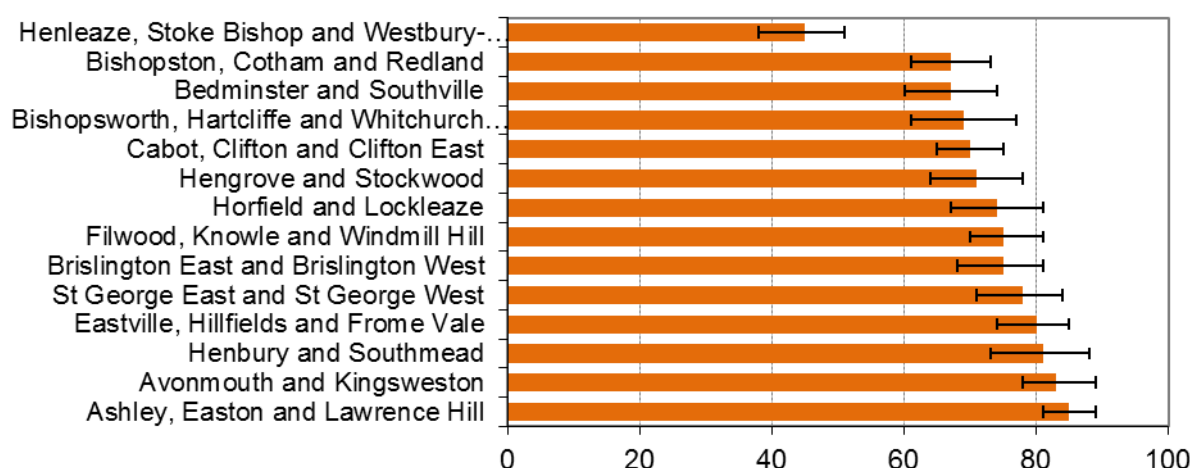 Henleaze, Stoke Bishop and Westbury-...
Bishopston, Cotham and Redland
Bedminster and Southville
Bishopsworth, Hartcliffe and Whitchurch...
Cabot, Clifton and Clifton East
Hengrove and Stockwood
Horfield and Lockleaze
Filwood, Knowle and Windmill Hill
Brislington East and Brislington West
St George East and St George West
Eastville, Hillfields and Frome Vale
Henbury and Southmead
Avonmouth and Kingsweston
Ashley, Easton and Lawrence Hill
0 20 40 60 80 100